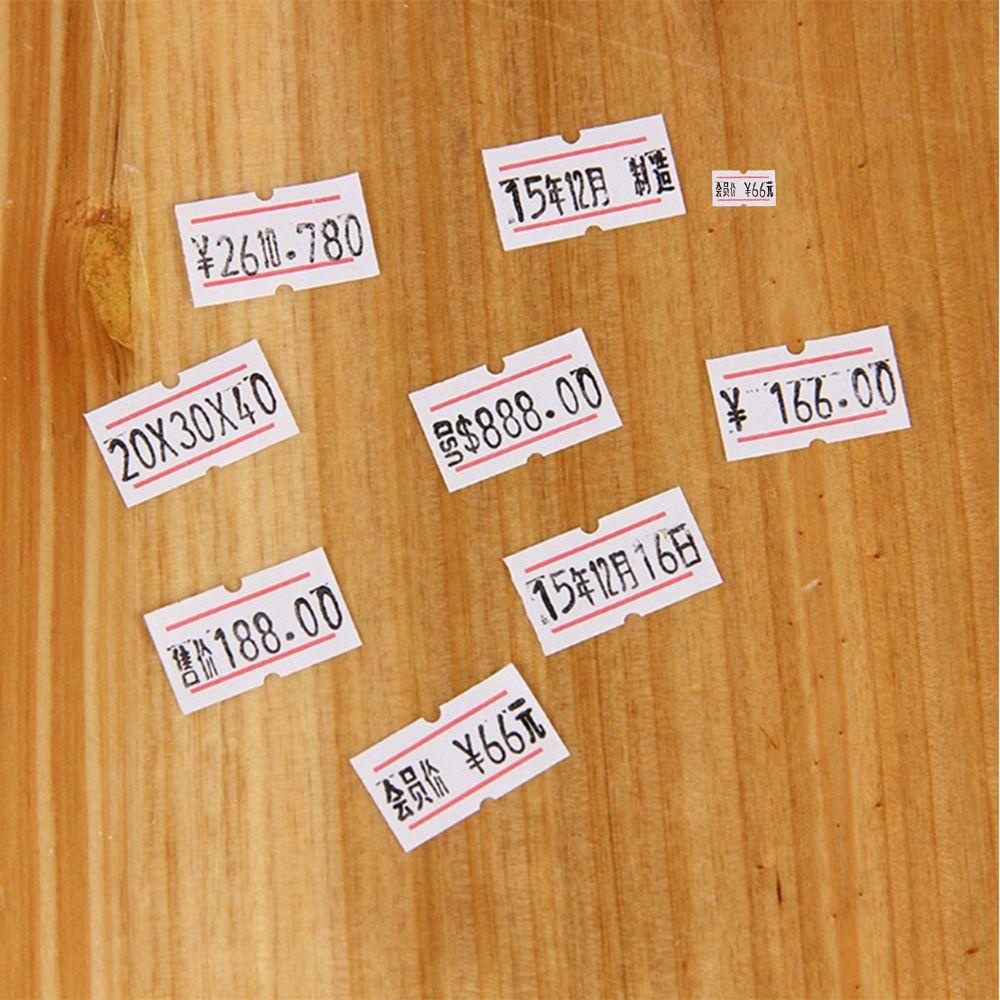 15年12月 制造
会员价 ¥66元
¥2610.780
20X30X40
USD $888.00
¥ 166.00
15年12月16日
售价188.00
会员价 ¥66元